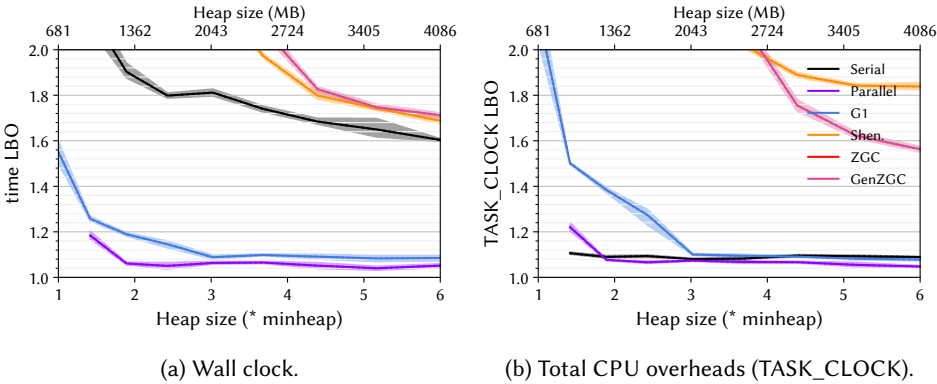 Heap size (MB)
681 1362 2043 2724 3405 4086
2.0
1.8
1.6
1.4
1.2
1.0
time LBO
1 2 3 4 5 6
Heap size (* minheap)
(a) Wall clock.
Heap size (MB)
681 1362 2043 2724 3405 4086
2.0
1.8
1.6
1.4
1.2
1.0
TASK_CLOCK LBO
Serial
Parallel
G1
Shen.
ZGC
GenZGC
1 2 3 4 5 6
Heap size (* minheap)
(b) Total CPU overheads (TASK_CLOCK).